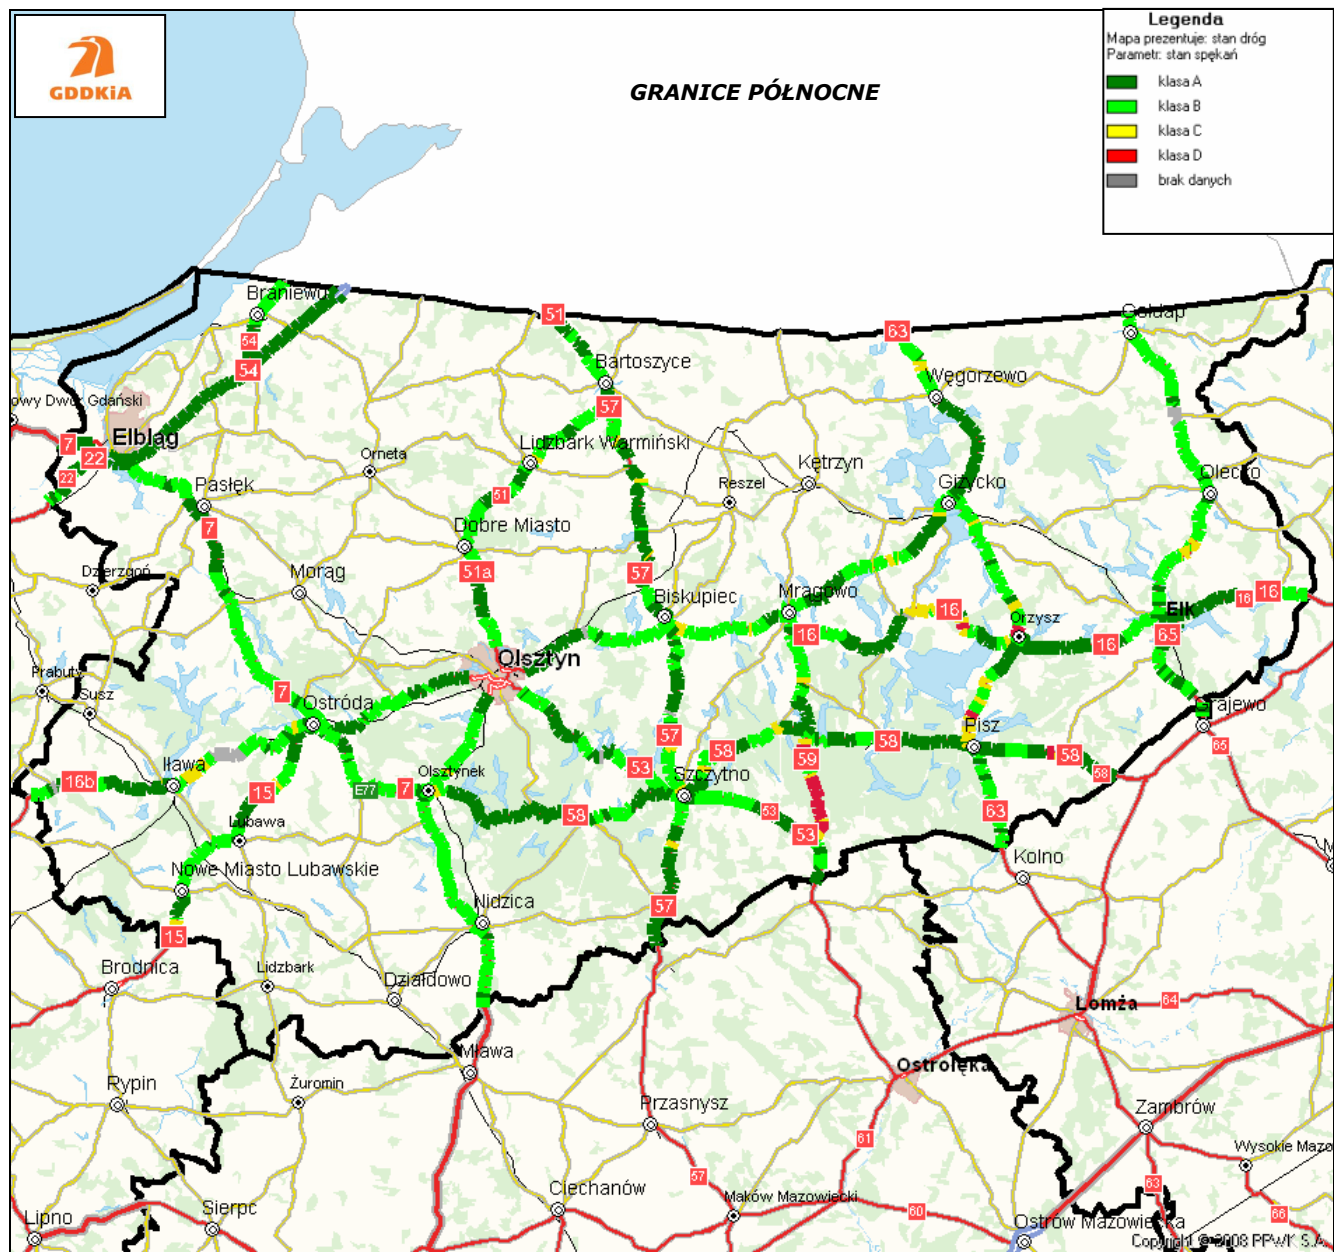 GDDKiA
GRANICE PÓŁNOCNE
Legenda
Mapa prezentuje: stan dróg
Parametr: stan spękań
klasa A
klasa B
klasa C
klasa D
brak danych
Braniewo
54
54
51
Bartoszyce
57
63
Węgorzewo
Gołdap
owy Dwór Gdański
7
22
22
Elbląg
Lidzbark Warmiński
Orneta
Pasłęk
7
51
Reszel
Kętrzyn
Giżycko
Olecko
Dobre Miasto
51a
Dzierzgoń
Morąg
57
Biskupiec
Mrągowo
16
16
Orzysz
16
Ełk
16
16
65
Olsztyn
Prabuty
Susz
7
Ostróda
57
58
53
59
58
Pisz
58
58
Grajewo
65
16b
Iława
15
E77
7
Olsztynek
58
Szczytno
53
53
63
Lubawa
Nowe Miasto Lubawskie
15
Nidzica
57
Kolno
M
Brodnica
Lidzbark
Działdowo
Mława
Łomża
64
Ostrołęka
Rypin
Żuromin
Przasnysz
61
Zambrów
Wysokie Mazo
57
63
66
Lipno
Sierpc
Ciechanów
Maków Mazowiecki
60
Ostrów Mazowiecka
Copyright © 2008 PPWK S.A.